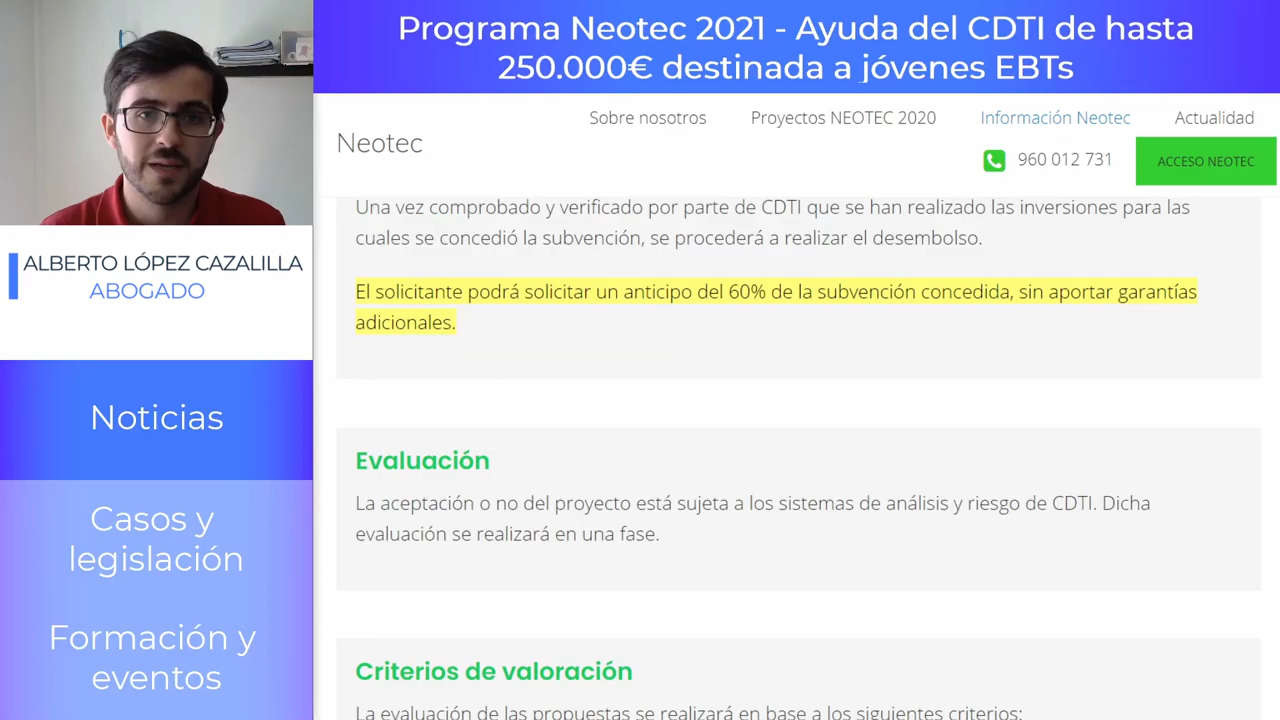 Programa Neotec 2021 - Ayuda del CDTI de hasta
250.000€ destinada a jóvenes EBTs
Neotec
Sobre nosotros
Proyectos NEOTEC 2020
Información Neotec
Actualidad
960 012 731
ACCESO NEOTEC
Una vez comprobado y verificado por parte de CDTI que se han realizado las inversiones para las
cuales se concedió la subvención, se procederá a realizar el desembolso.
El solicitante podrá solicitar un anticipo del 60% de la subvención concedida, sin aportar garantías
adicionales.
Evaluación
La aceptación o no del proyecto está sujeta a los sistemas de análisis y riesgo de CDTI. Dicha
evaluación se realizará en una fase.
Criterios de valoración
La evaluación de las propuestas se realizará en base a los siguientes criterios:
ALBERTO LÓPEZ CAZALILLA
ABOGADO
Noticias
Casos y
legislación
Formación y
eventos